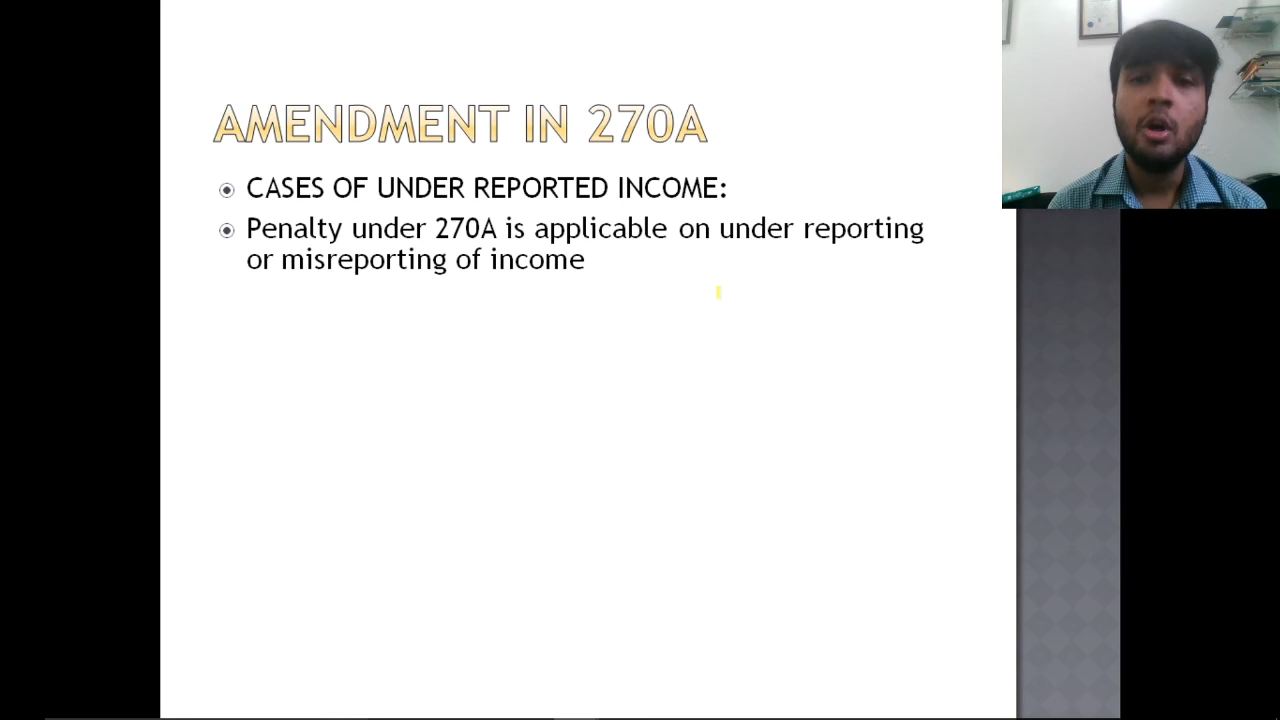 AMENDMENT IN 270A
CASES OF UNDER REPORTED INCOME:
Penalty under 270A is applicable on under reporting
or misreporting of income